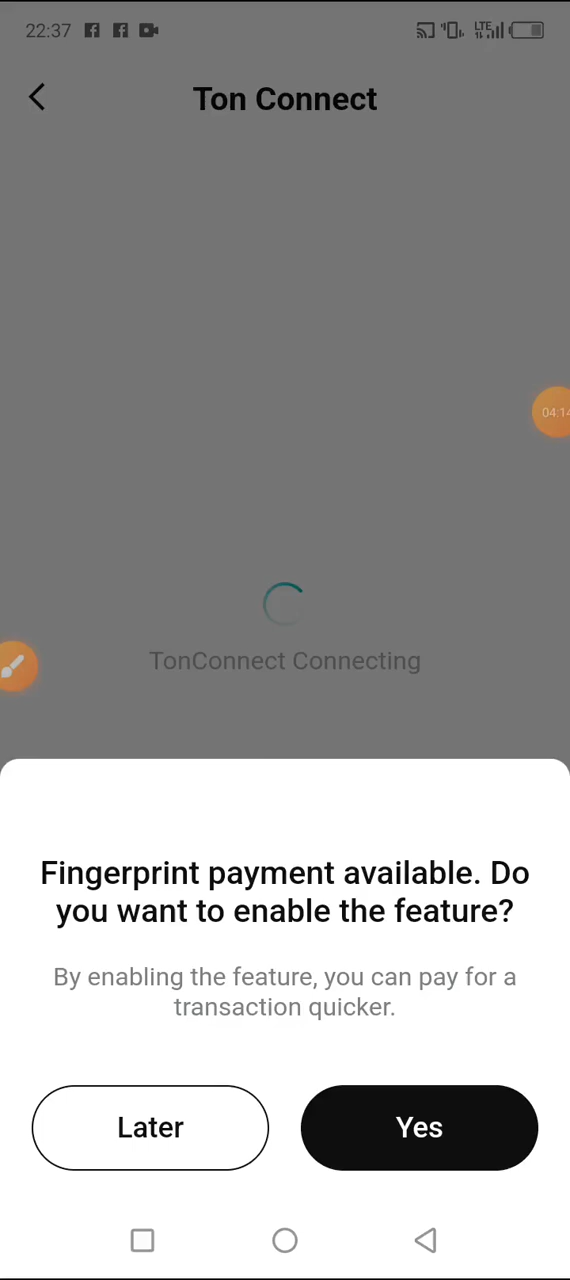 22:37
LTE
Ton Connect
04:14
TonConnect Connecting
Fingerprint payment available. Do
you want to enable the feature?
By enabling the feature, you can pay for a
transaction quicker.
Later
Yes